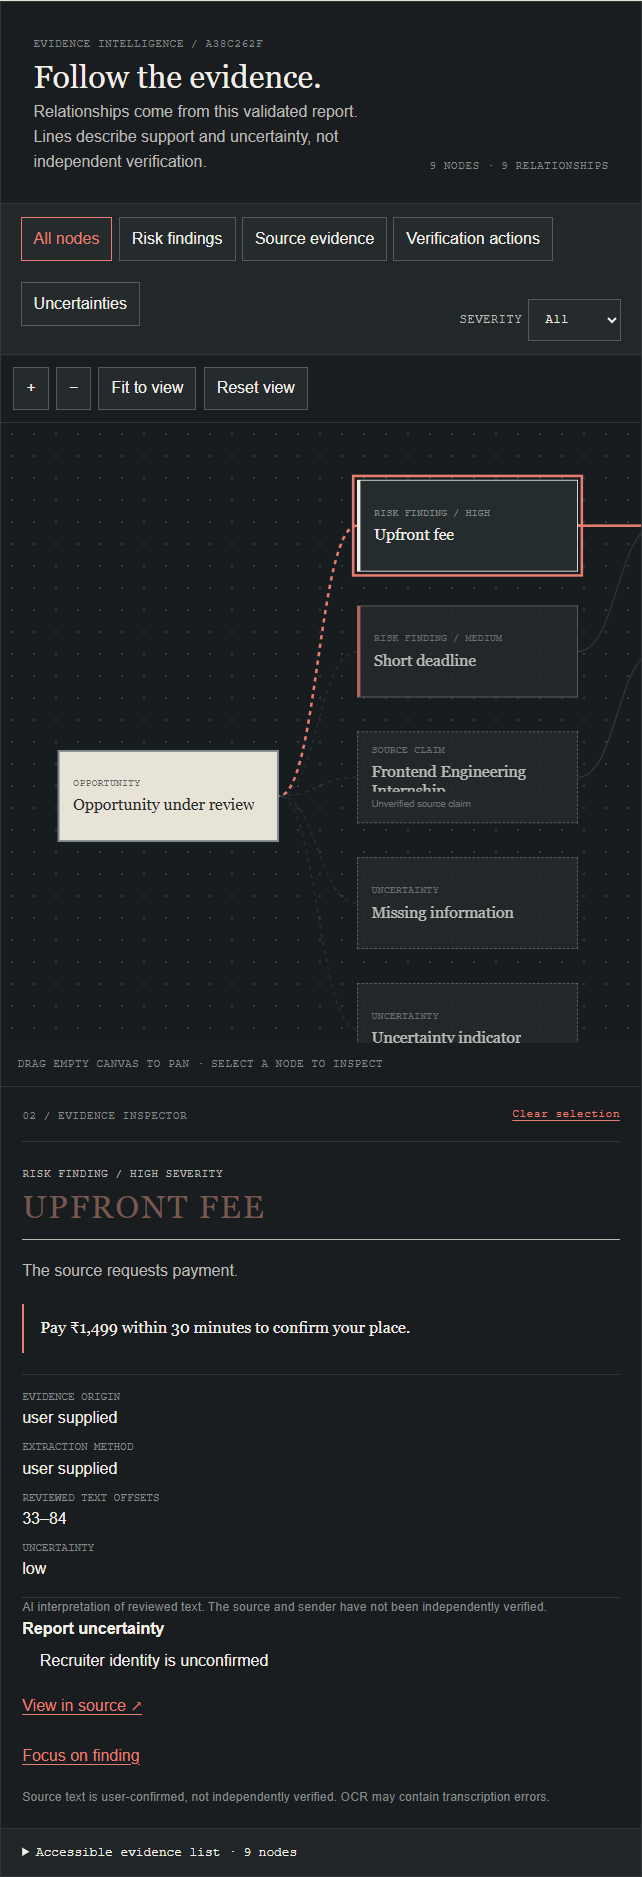 EVIDENCE INTELLIGENCE / A38C262F
Follow the evidence.
Relationships come from this validated report.
Lines describe support and uncertainty, not
independent verification.
9 NODES · 9 RELATIONSHIPS
All nodes
Risk findings
Source evidence
Verification actions
Uncertainties
SEVERITY
All
+
−
Fit to view
Reset view
RISK FINDING / HIGH
Upfront fee
RISK FINDING / MEDIUM
Short deadline
SOURCE CLAIM
Frontend Engineering
Internship
Unverified source claim
OPPORTUNITY
Opportunity under review
UNCERTAINTY
Missing information
UNCERTAINTY
Uncertainty indicator
DRAG EMPTY CANVAS TO PAN · SELECT A NODE TO INSPECT
02 / EVIDENCE INSPECTOR
Clear selection
RISK FINDING / HIGH SEVERITY
UPFRONT FEE
The source requests payment.
Pay ₹1,499 within 30 minutes to confirm your place.
EVIDENCE ORIGIN
user supplied
EXTRACTION METHOD
user supplied
REVIEWED TEXT OFFSETS
33–84
UNCERTAINTY
low
AI interpretation of reviewed text. The source and sender have not been independently verified.
Report uncertainty
Recruiter identity is unconfirmed
View in source ↗
Focus on finding
Source text is user-confirmed, not independently verified. OCR may contain transcription errors.
▶ Accessible evidence list · 9 nodes